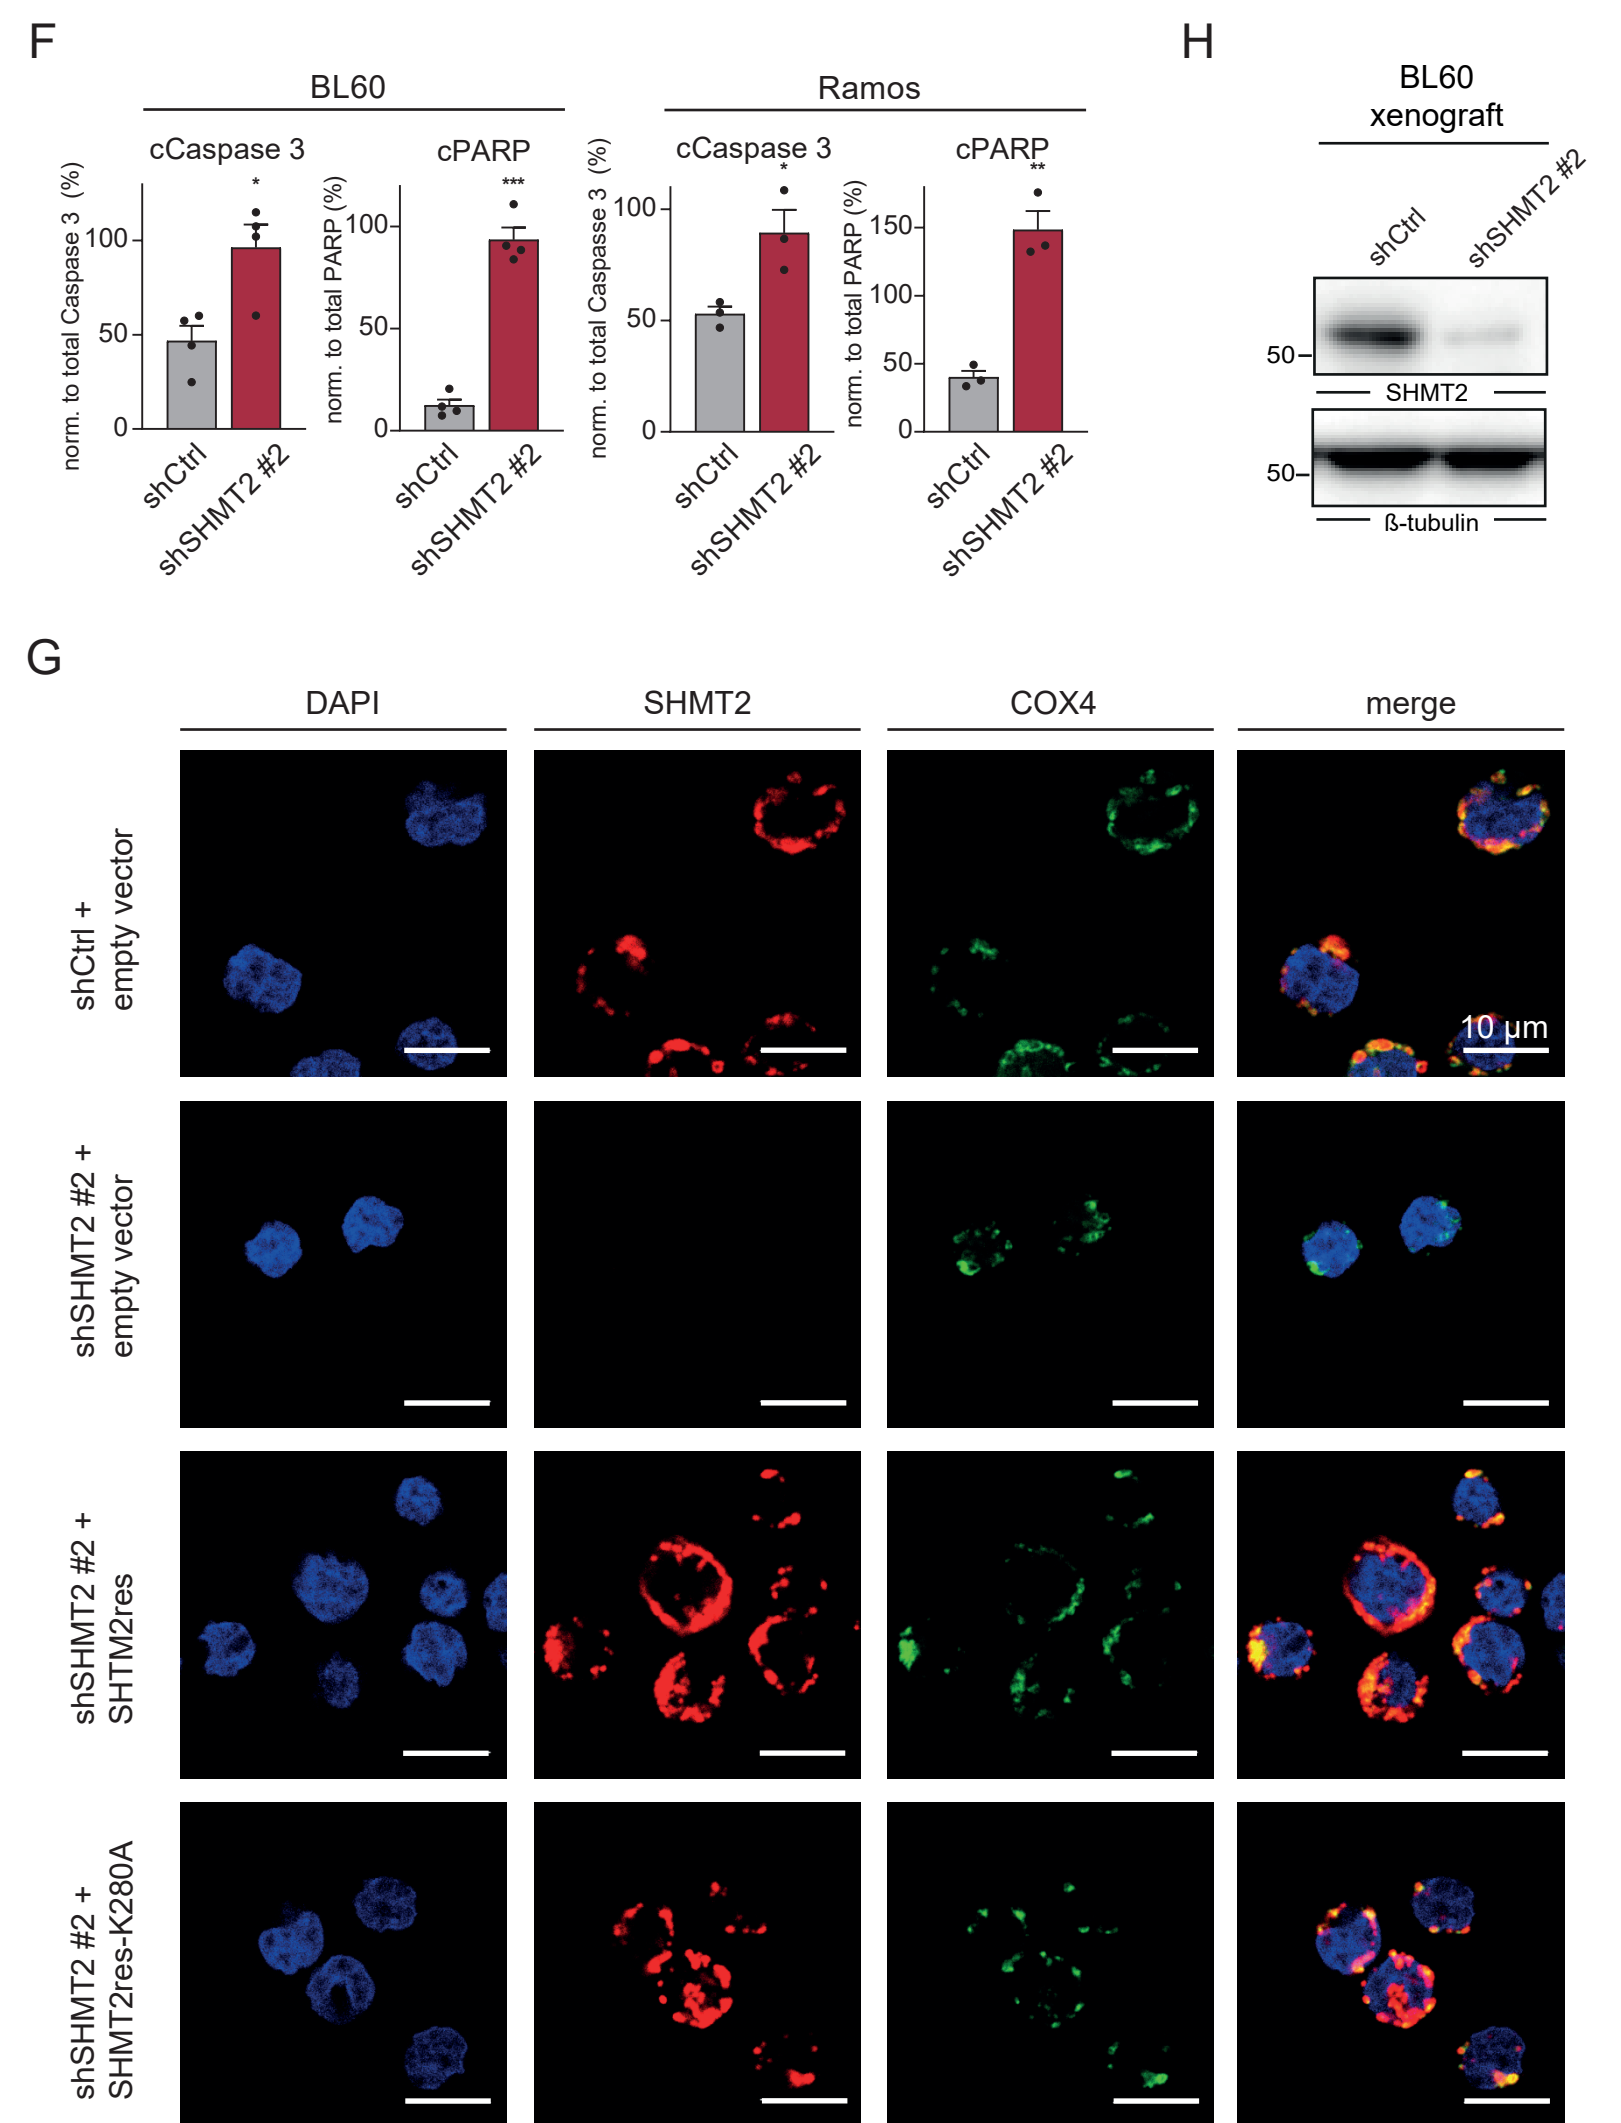 F
BL60
cCaspase 3
norm. to total Caspase 3 (%)
100
50
0
*
shCtrl
shSHMT2 #2
cPARP
norm. to total PARP (%)
100
50
0
***
shCtrl
shSHMT2 #2
Ramos
cCaspase 3
norm. to total Caspasse 3 (%)
100
50
0
*
shCtrl
shSHMT2 #2
cPARP
norm. to total PARP (%)
150
100
50
0
**
shCtrl
shSHMT2 #2
H
BL60
xenograft
shCtrl
shSHMT2 #2
50
SHMT2
50
ß-tubulin
G
DAPI
SHMT2
COX4
merge
shCtrl +
empty vector
10 µm
shSHMT2 #2 +
empty vector
shSHMT2 #2 +
SHTM2res
shSHMT2 #2 +
SHMT2res-K280A